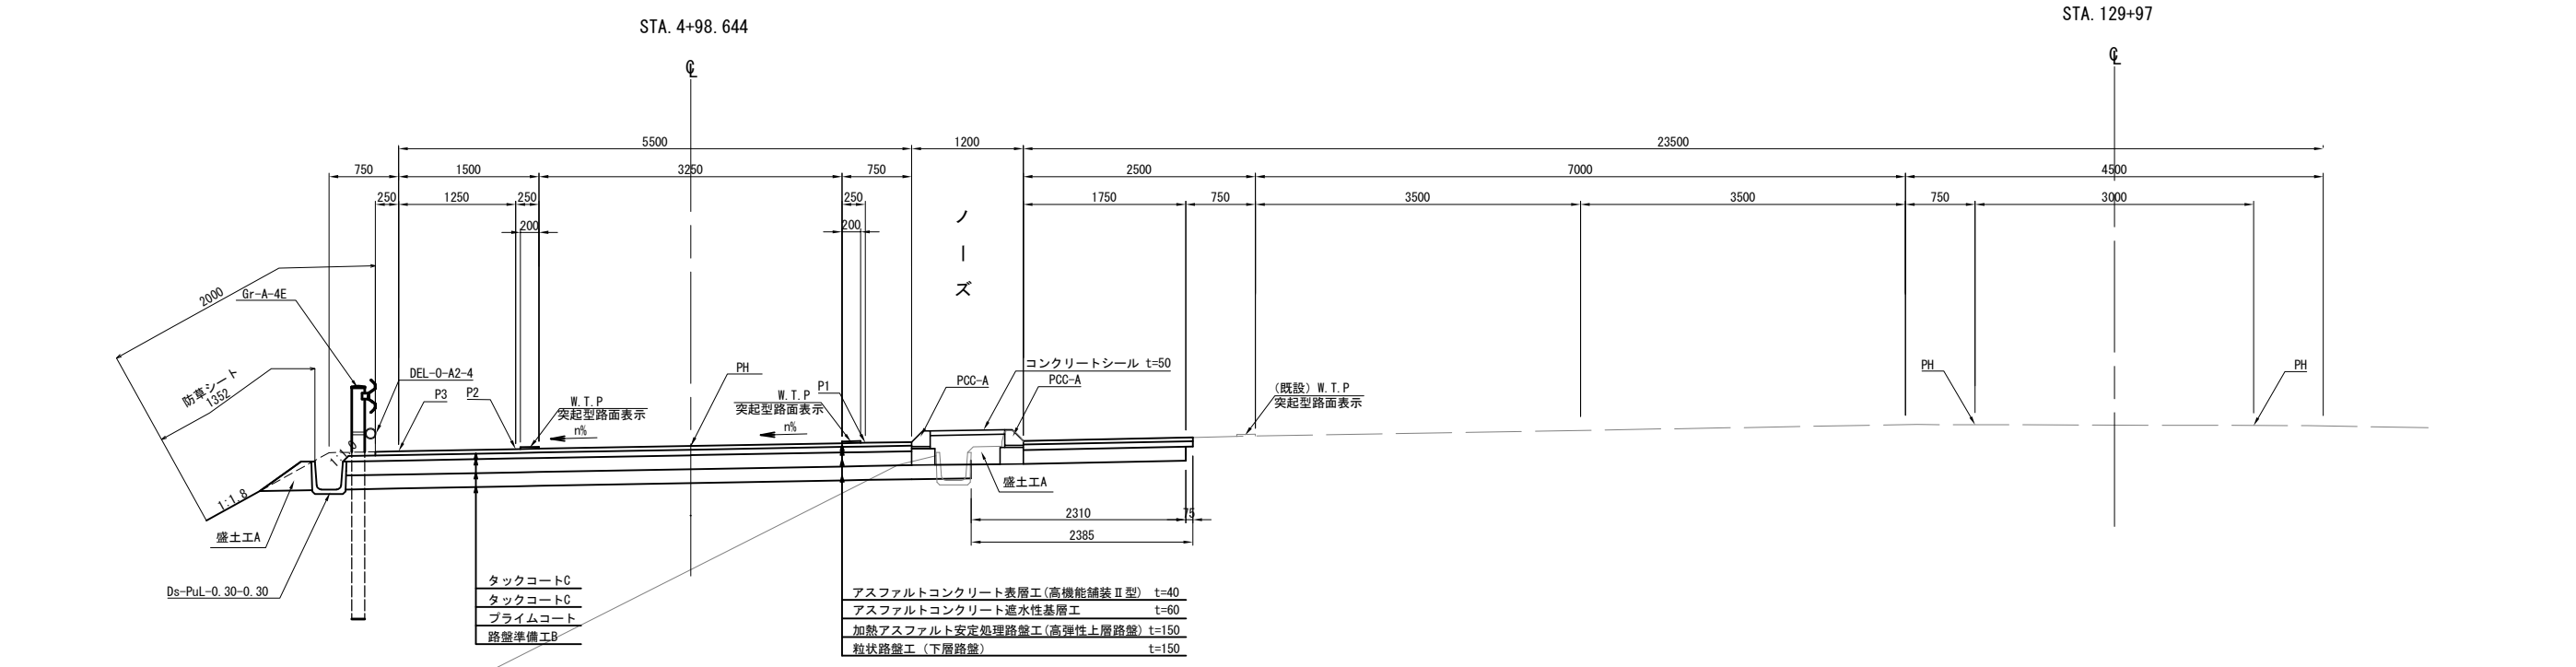 STA. 4+98.644
STA. 129+97
℄
℄
5500
1200
23500
750
1500
3250
750
2500
7000
4500
250
1250
250
250
1750
750
3500
3500
750
3000
200
200
ノーズ
2000
Gr-A-4E
防草シート
1352
DEL-O-A2-4
P3
P2
W.T.P
突起型路面表示
n%
PH
W.T.P
突起型路面表示
P1
n%
PCC-A
コンクリートシール t=50
PCC-A
(既設) W.T.P
突起型路面表示
PH
PH
1:1.8
1:1.8
盛土工A
盛土工A
2310
75
2385
Ds-PuL-0.30-0.30
タックコートC
タックコートC
プライムコート
路盤準備工B
アスファルトコンクリート表層工(高機能舗装Ⅱ型) t=40
アスファルトコンクリート遮水性基層工 t=60
加熱アスファルト安定処理路盤工(高弾性上層路盤) t=150
粒状路盤工 (下層路盤) t=150